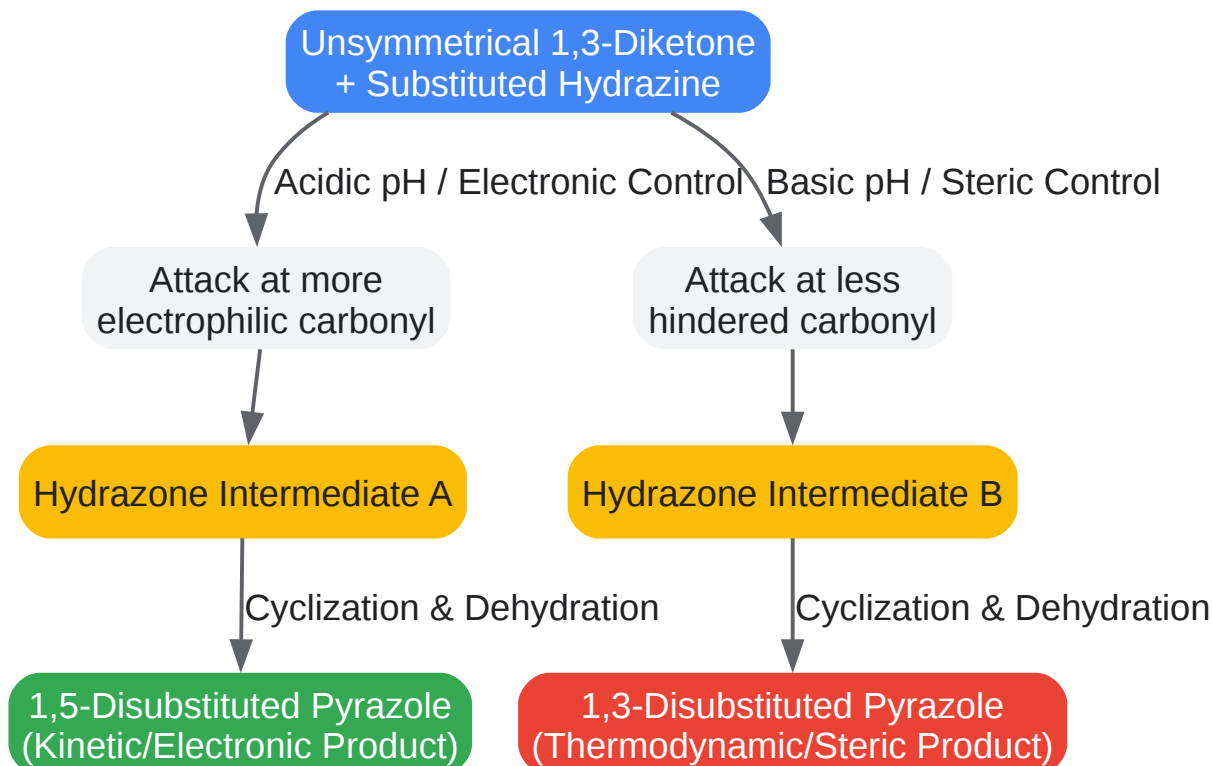 Unsymmetrical 1,3-Diketone
+ Substituted Hydrazine
Acidic pH / Electronic Control
Basic pH / Steric Control
Attack at more
electrophilic carbonyl
Attack at less
hindered carbonyl
Hydrazone Intermediate A
Hydrazone Intermediate B
Cyclization & Dehydration
Cyclization & Dehydration
1,5-Disubstituted Pyrazole
(Kinetic/Electronic Product)
1,3-Disubstituted Pyrazole
(Thermodynamic/Steric Product)